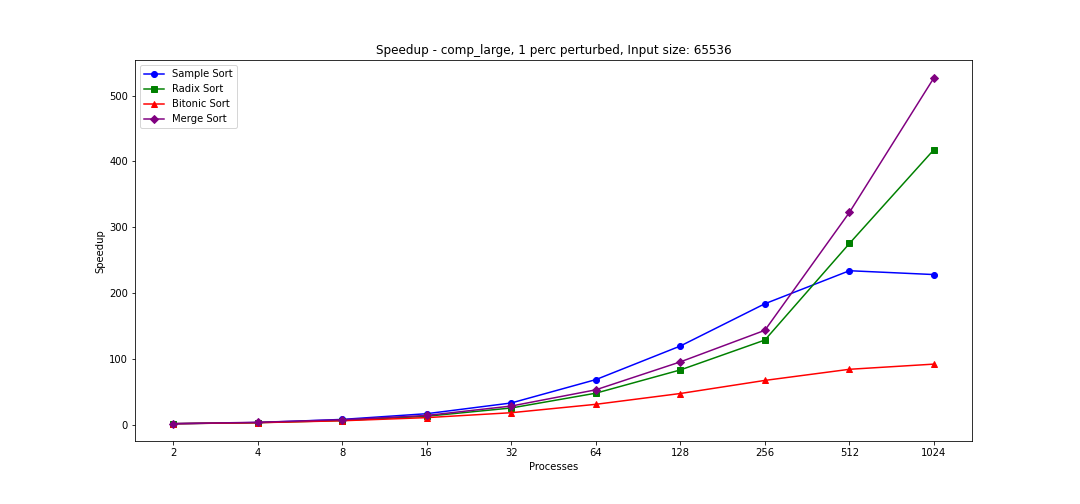 Speedup - comp_large, 1 perc perturbed, Input size: 65536
Sample Sort
Radix Sort
Bitonic Sort
Merge Sort
Speedup
500
400
300
200
100
0
2 4 8 16 32 64 128 256 512 1024
Processes